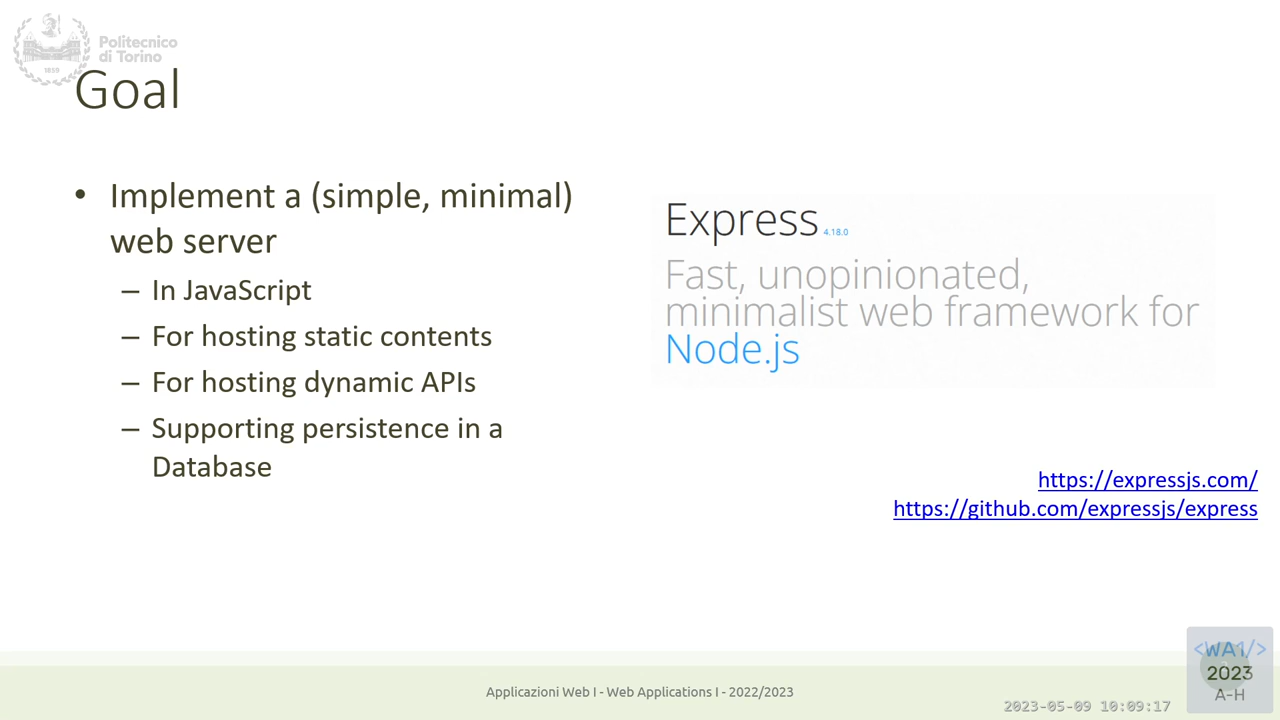 Politecnico
di Torino
1859
Goal
• Implement a (simple, minimal)
web server
– In JavaScript
– For hosting static contents
– For hosting dynamic APIs
– Supporting persistence in a
Database
Express 4.18.0
Fast, unopinionated,
minimalist web framework for
Node.js
https://expressjs.com/
https://github.com/expressjs/express
Applicazioni Web I - Web Applications I - 2022/2023
2023-05-09 10:09:17
<WA1/>
2023
A-H